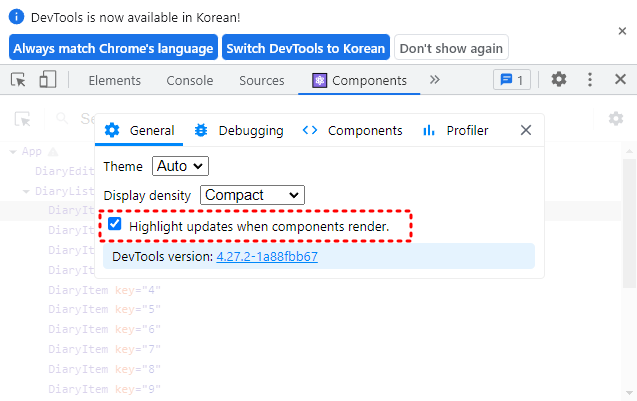 DevTools is now available in Korean!
Always match Chrome's language
Switch DevTools to Korean
Don't show again
Elements
Console
Sources
Components
1
Se
General
Debugging
Components
Profiler
App
DiaryEdit
DiaryList
DiaryIt
DiaryIt
DiaryIt
DiaryIt
DiaryItem key="4"
DiaryItem key="5"
DiaryItem key="6"
DiaryItem key="7"
DiaryItem key="8"
DiaryItem key="9"
Theme
Auto
Display density
Compact
Highlight updates when components render.
DevTools version: 4.27.2-1a88fbb67